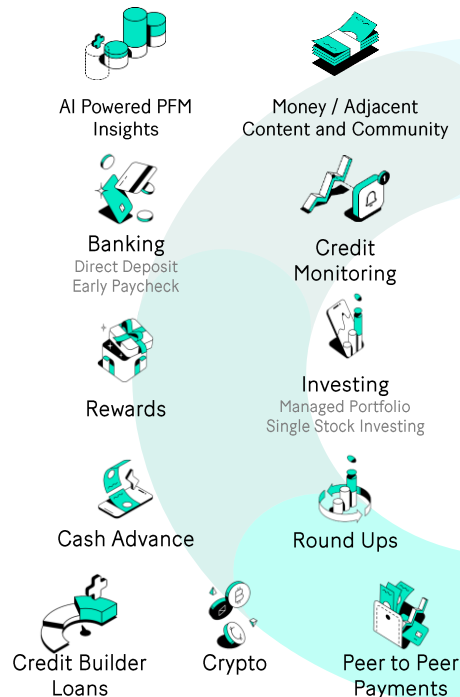 AI Powered PFM
Insights
Money / Adjacent
Content and Community
Banking
Direct Deposit
Early Paycheck
Credit
Monitoring
Rewards
Investing
Managed Portfolio
Single Stock Investing
Cash Advance
Round Ups
Credit Builder
Loans
Crypto
Peer to Peer
Payments